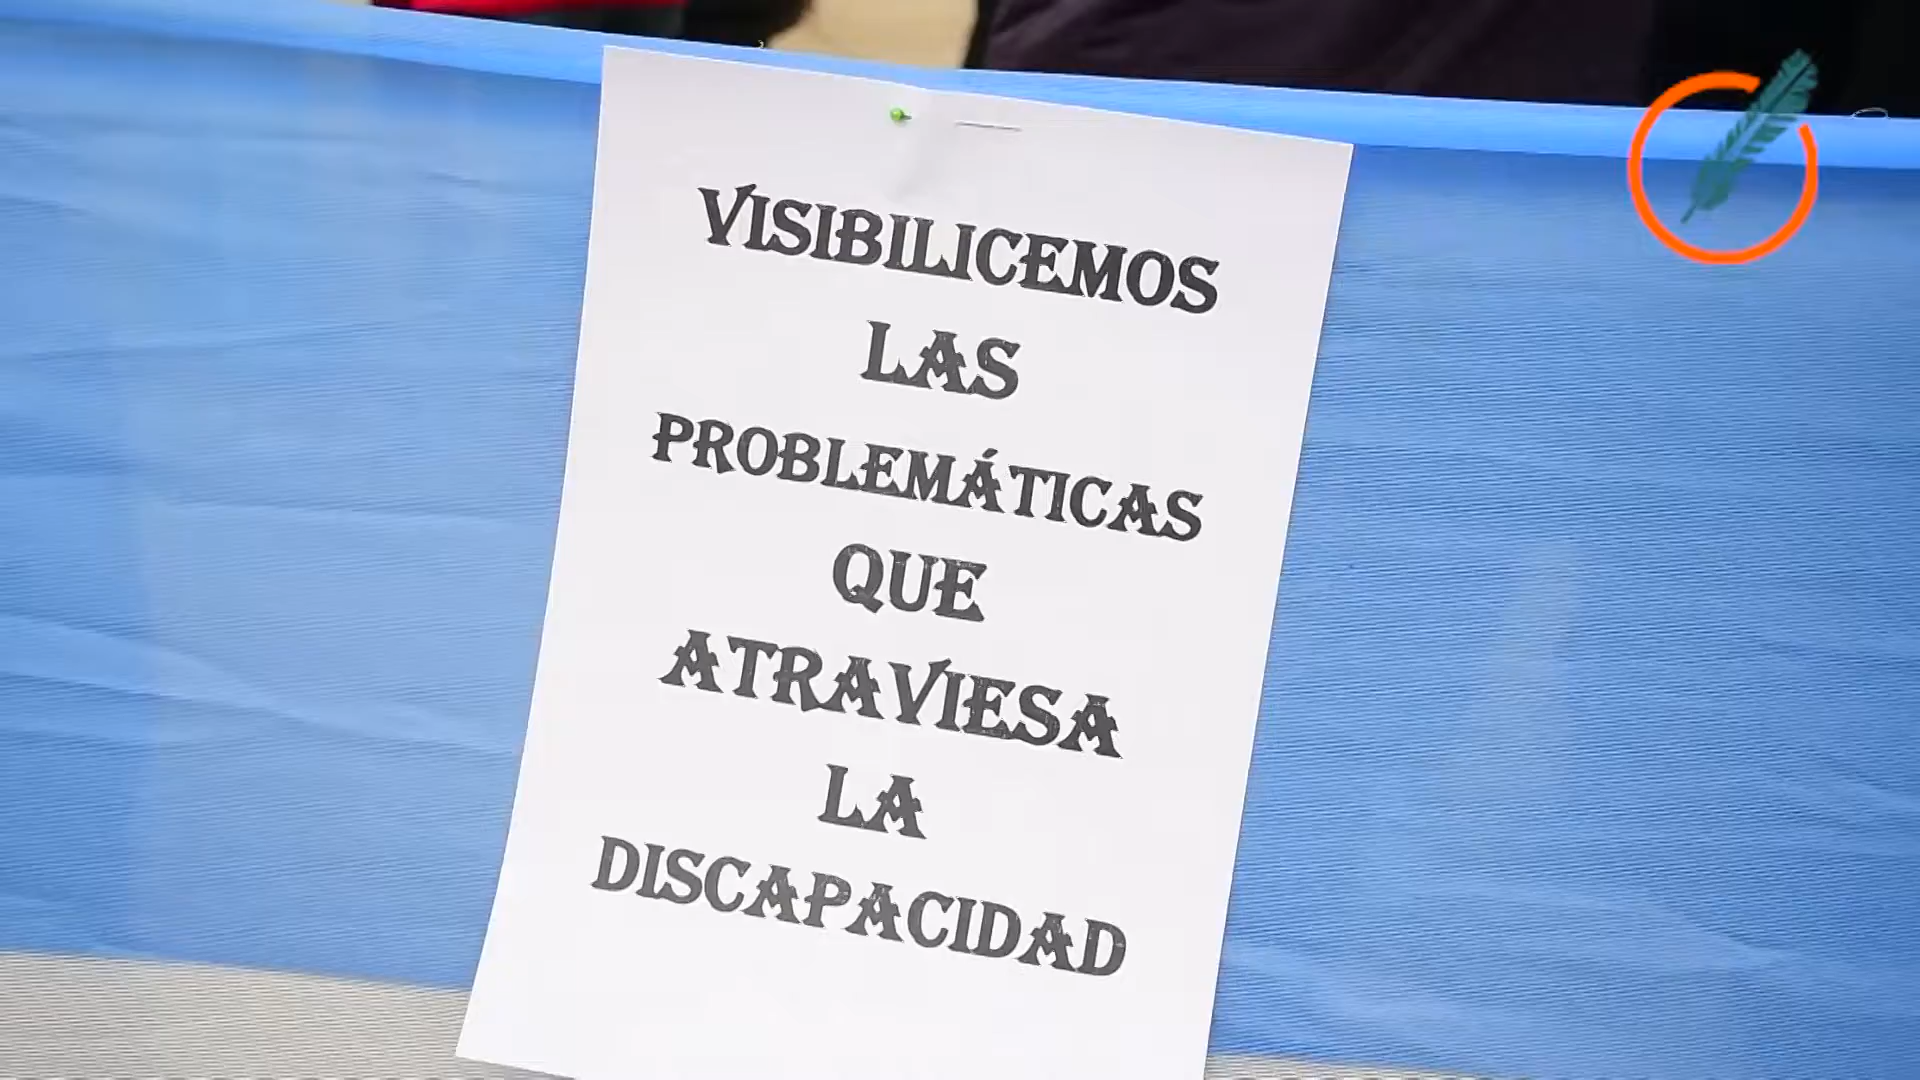 VISIBILICEMOS
LAS
PROBLEMÁTICAS
QUE
ATRAVIESA
LA
DISCAPACIDAD